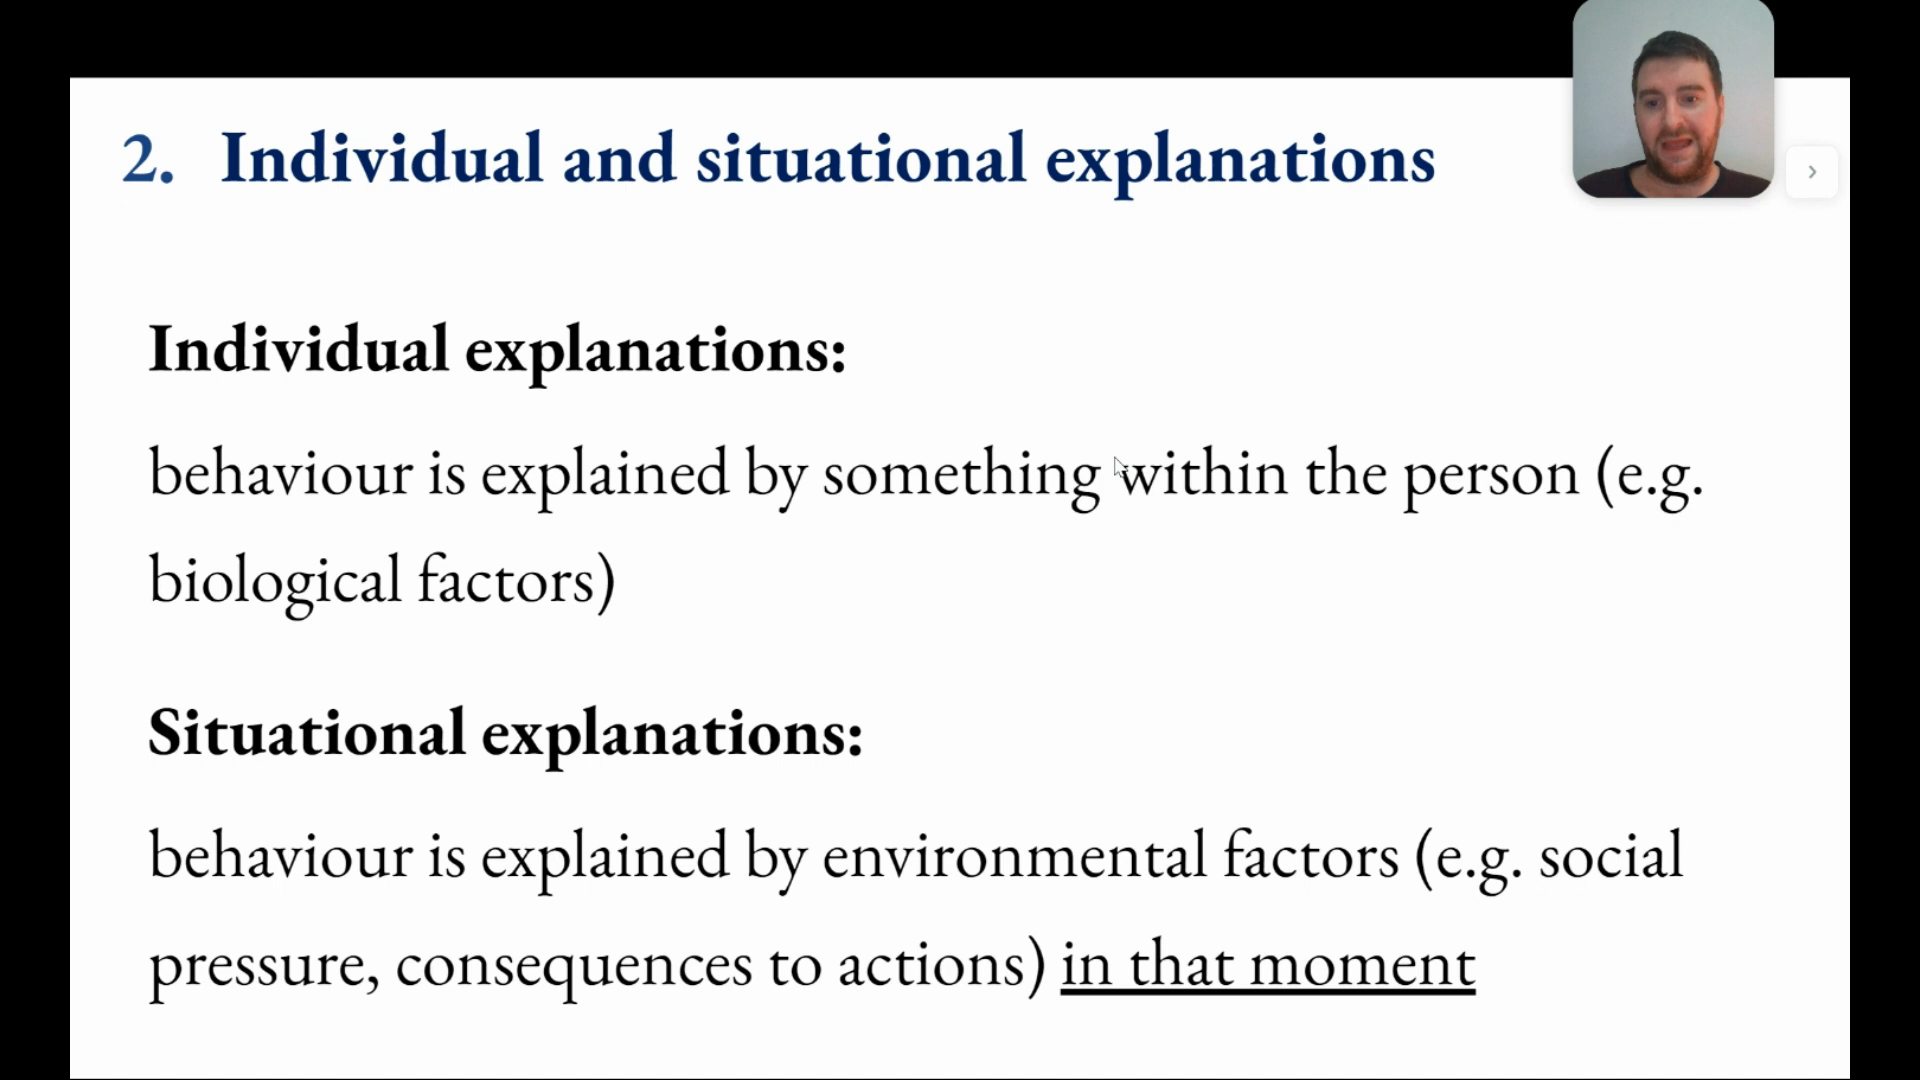 2. Individual and situational explanations
Individual explanations:
behaviour is explained by something within the person (e.g.
biological factors)
Situational explanations:
behaviour is explained by environmental factors (e.g. social
pressure, consequences to actions) in that moment